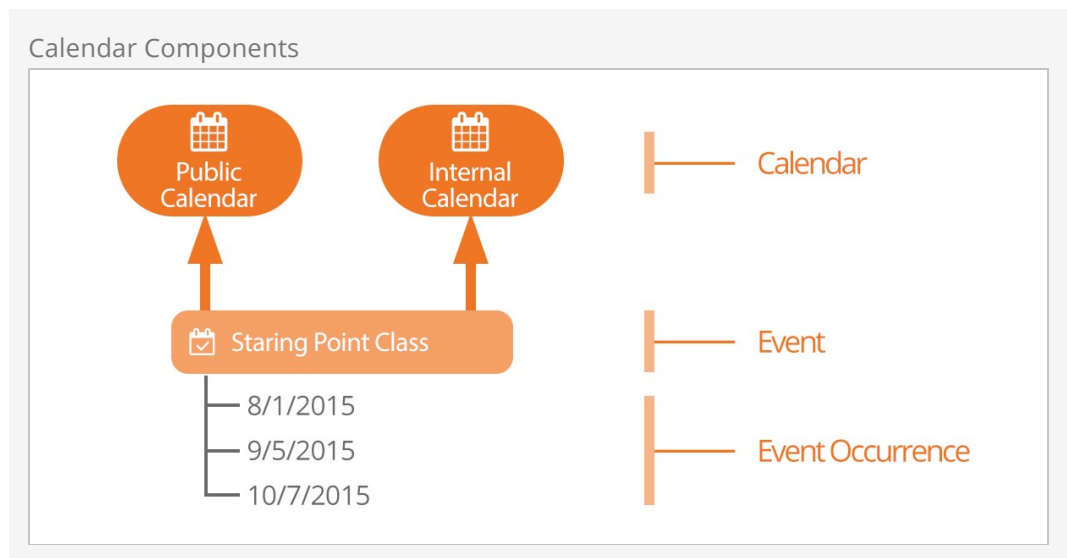 Calendar Components
Public
Calendar
Internal
Calendar
Calendar
Staring Point Class
Event
8/1/2015
9/5/2015
10/7/2015
Event Occurrence